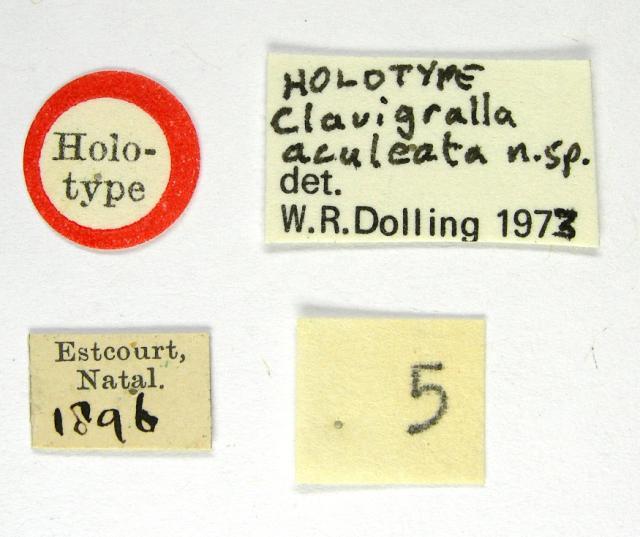 Holo-
type
HOLOTYPE
Clavigralla
aculeata n.sp.
det.
W.R.Dolling 1973
Estcourt,
Natal.
1896
5